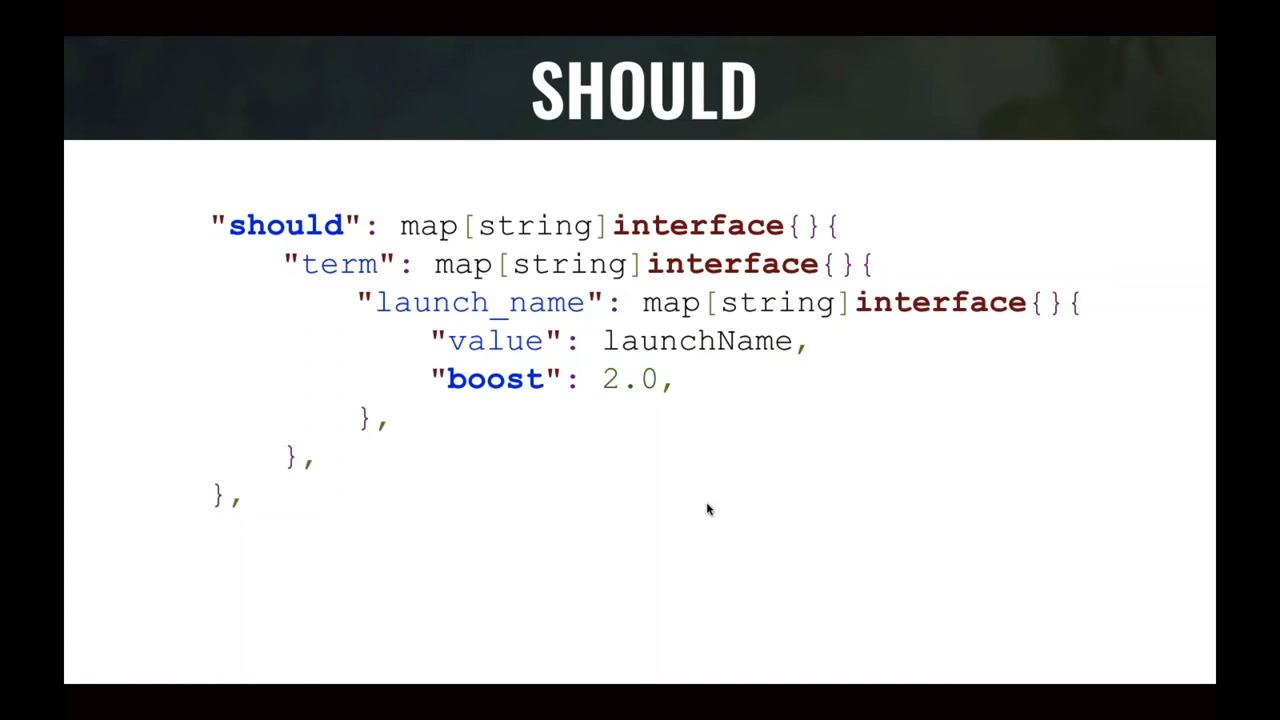 SHOULD
"should": map[string]interface{}{
"term": map[string]interface{}{
"launch_name": map[string]interface{}{
"value": launchName,
"boost": 2.0,
},
},
},